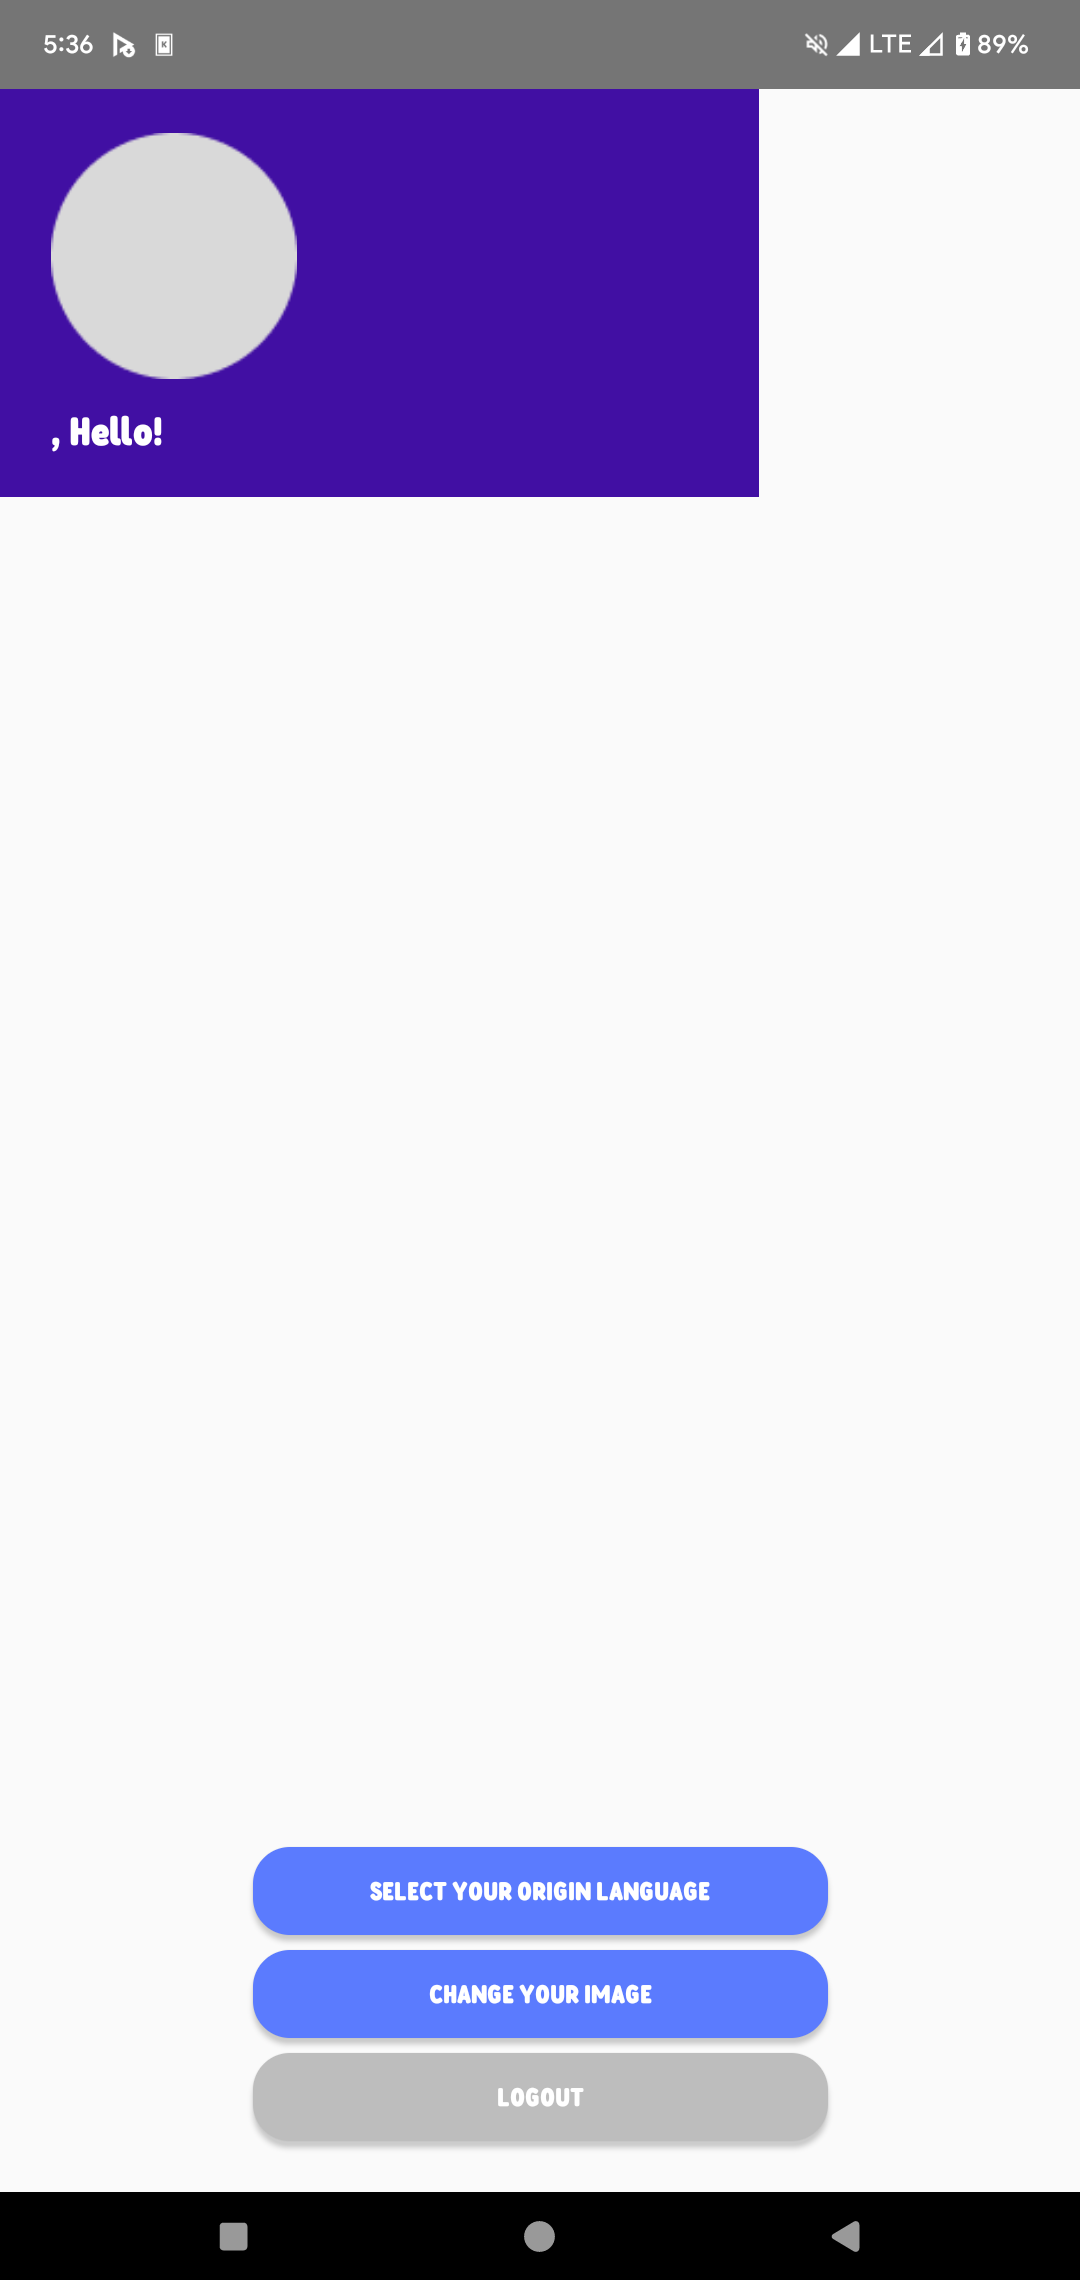 5:36 LTE 89%
, Hello!
SELECT YOUR ORIGIN LANGUAGE
CHANGE YOUR IMAGE
LOGOUT